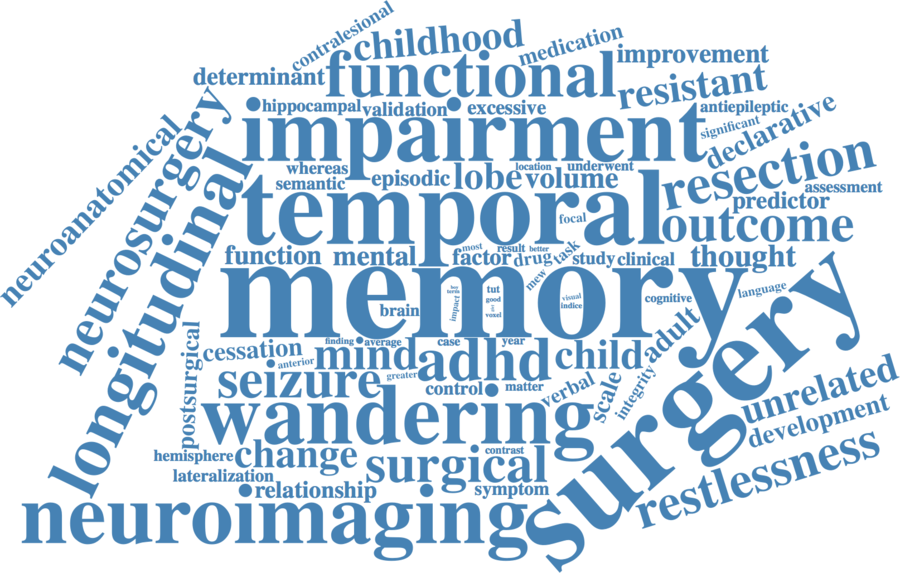 contralesional
childhood
medication
improvement
determinant
functional
resistant
hippocampal
validation
excessive
antiepileptic
significant
declarative
impairment
neuroanatomical
neurosurgery
longitudinal
whereas
location
underwent
semantic
episodic
lobe
volume
resection
assessment
predictor
temporal
focal
outcome
function
mental
most
result
better
factor
drug
task
study
clinical
thought
memory
mew
brain
impact
tut
good
voxel
visual
indice
cognitive
language
surgery
postsurgical
cessation
finding
average
case
year
anterior
mind
adhd
child
adult
seizure
greater
control
matter
verbal
scale
integrity
unrelated
development
wandering
restlessness
hemisphere
change
contrast
surgical
lateralization
relationship
symptom
neuroimaging